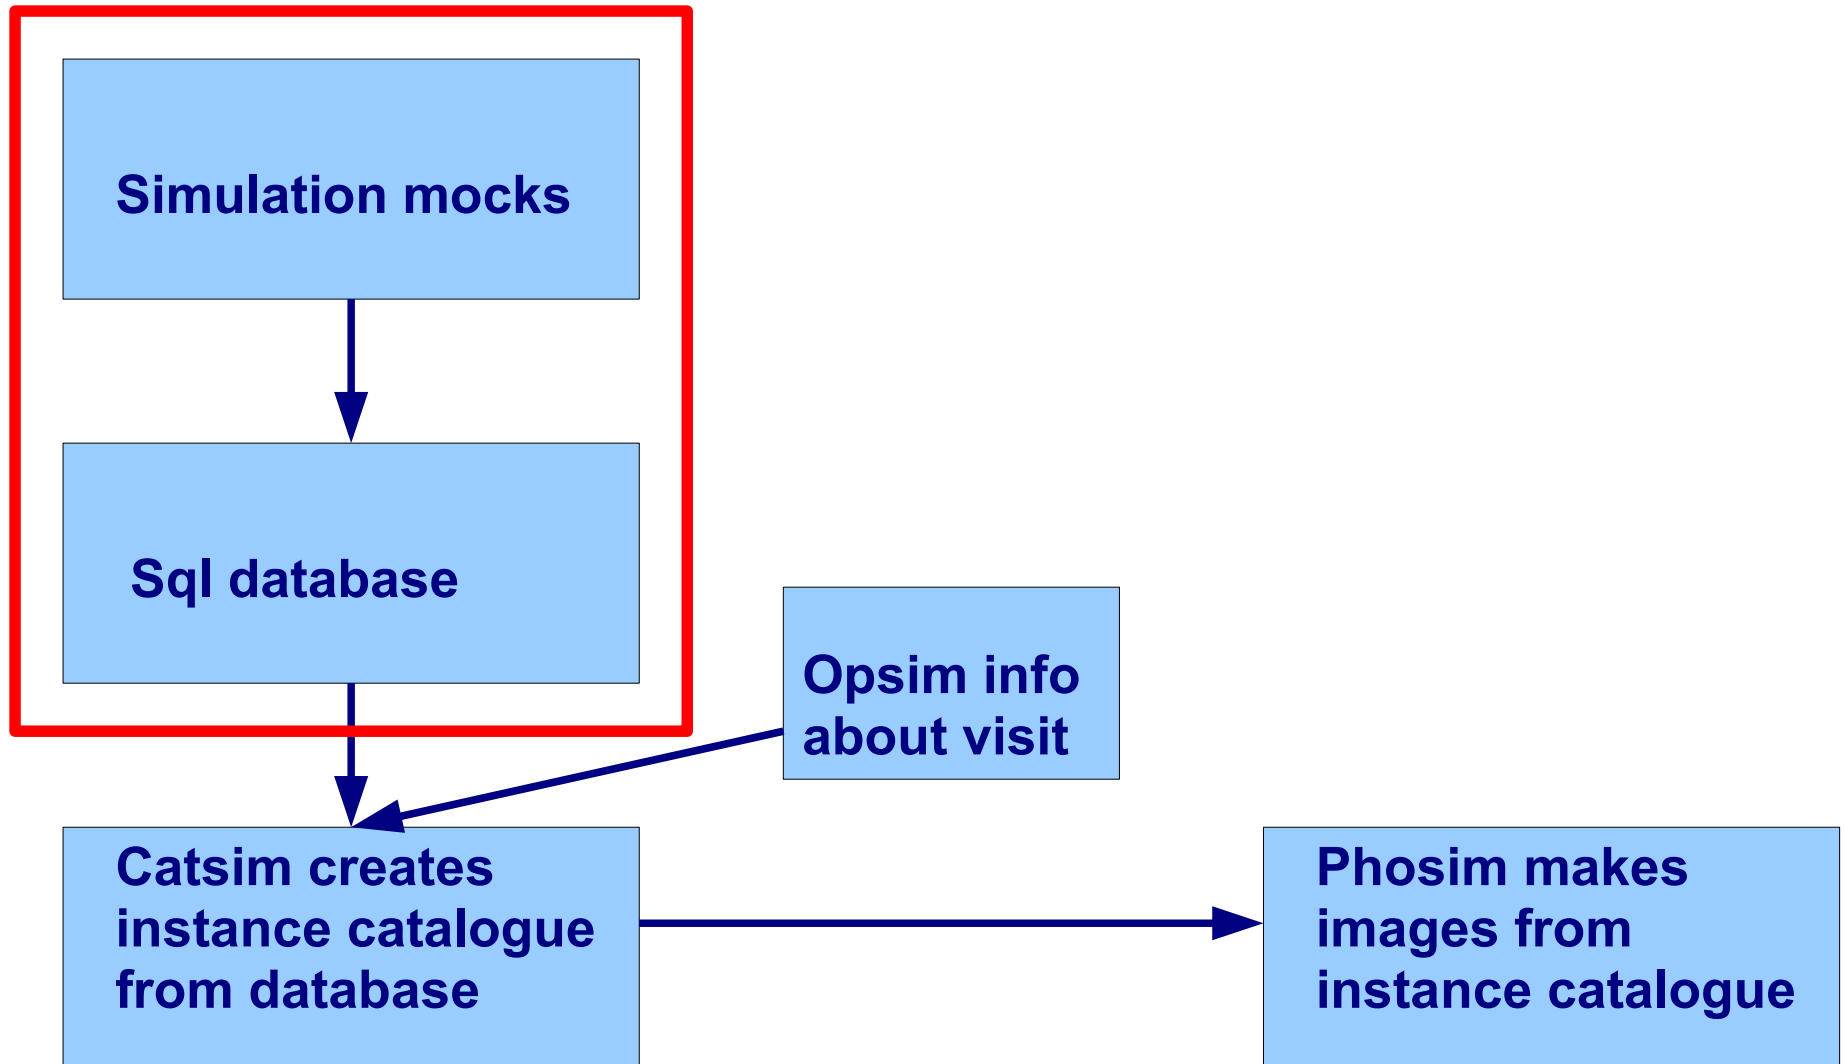 Simulation mocks
Sql database
Opsim info
about visit
Catsim creates
instance catalogue
from database
Phosim makes
images from
instance catalogue